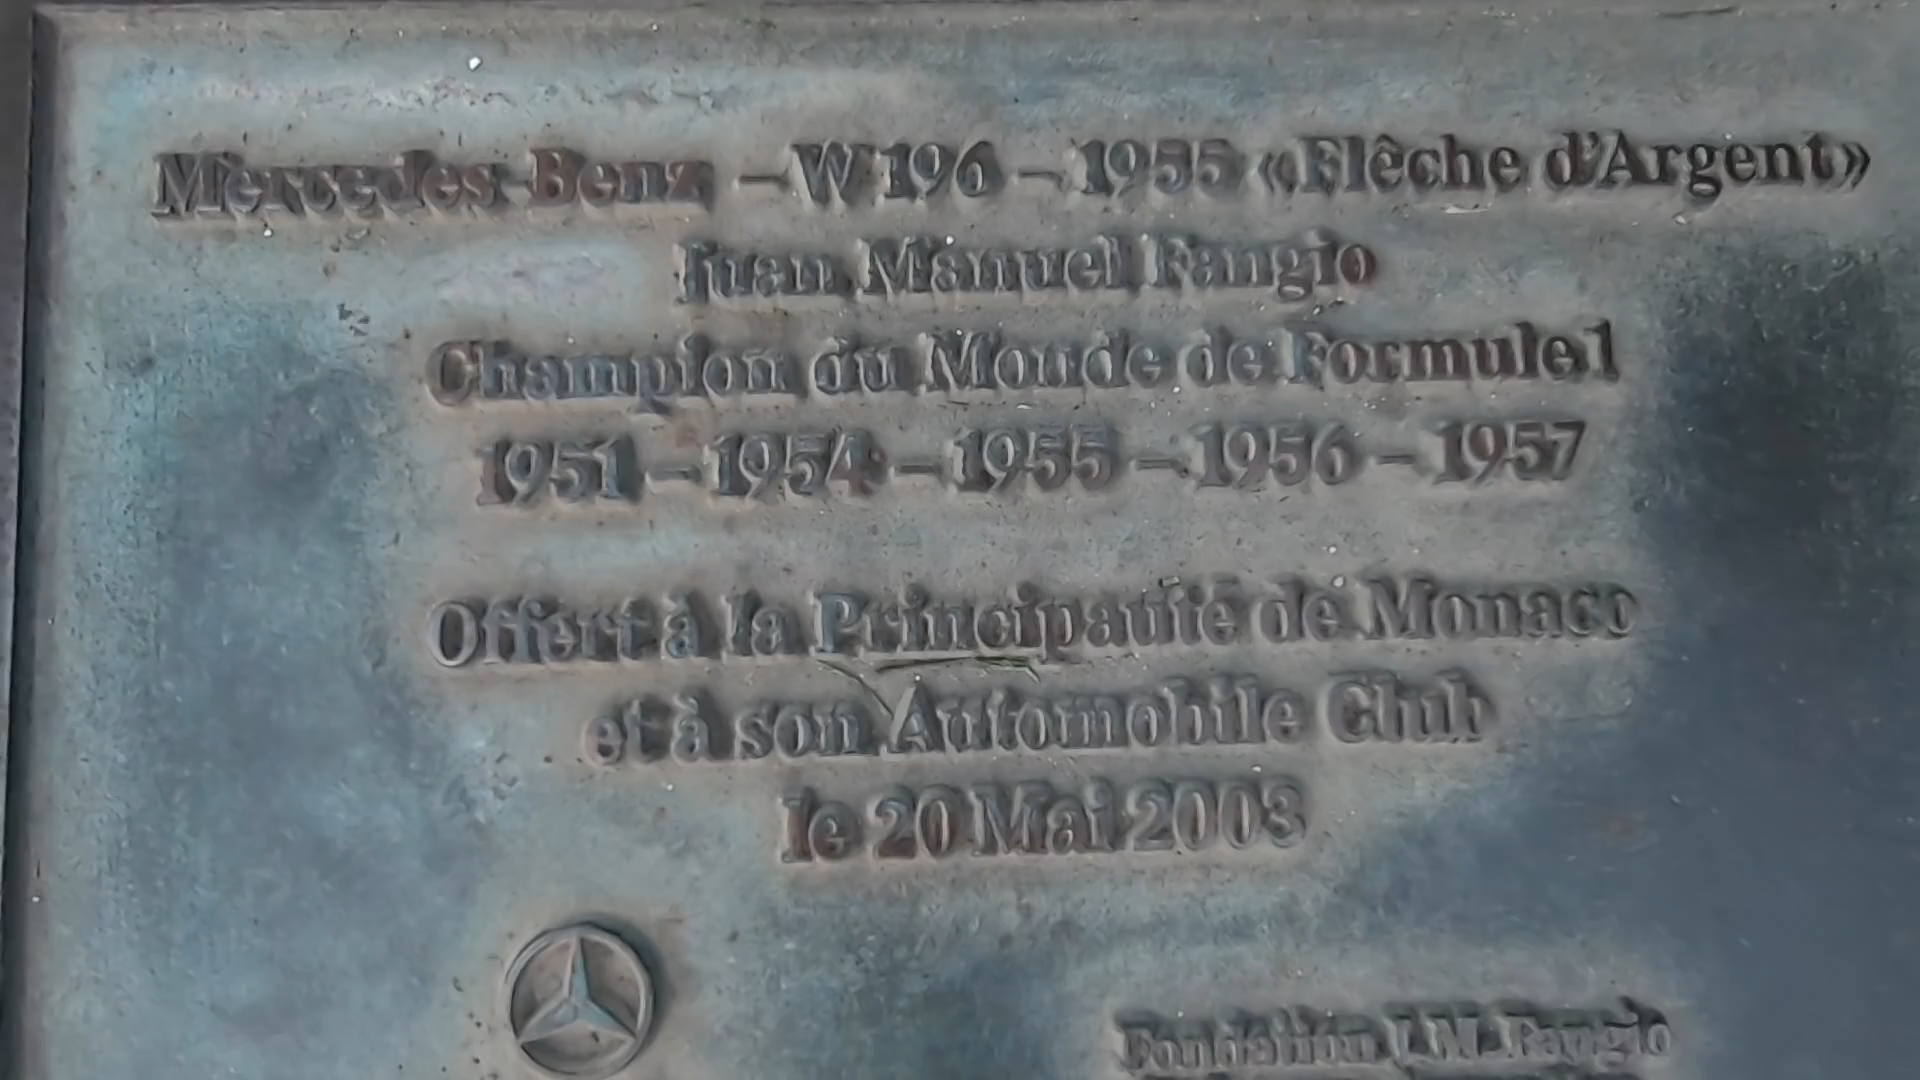 Mercedes-Benz – W 196 – 1955 «Flêche d'Argent»
Juan Manuel Fangio
Champion du Monde de Formule 1
1951 – 1954 – 1955 – 1956 – 1957
Offert à la Principauté de Monaco
et à son Automobile Club
le 20 Mai 2003
Fondation J.M. Fangio